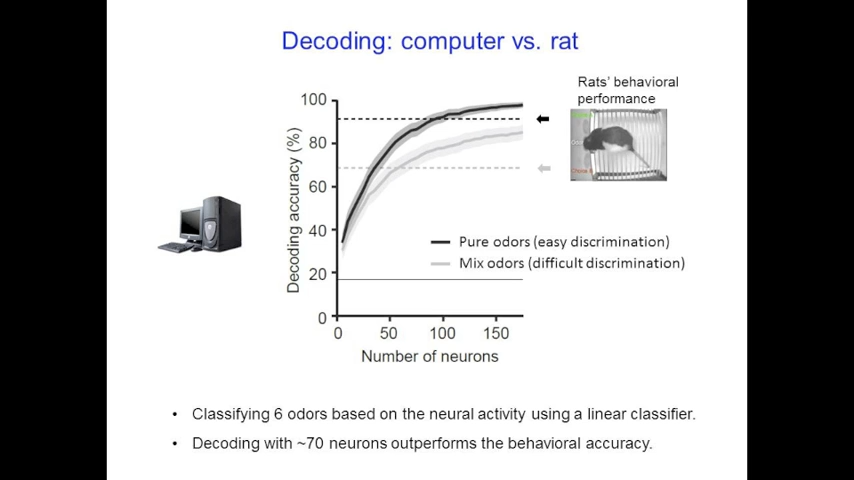 Decoding: computer vs. rat
Rats' behavioral
performance
100
80
60
40
20
0
Decoding accuracy (%)
0
50
100
150
Number of neurons
Pure odors (easy discrimination)
Mix odors (difficult discrimination)
• Classifying 6 odors based on the neural activity using a linear classifier.
• Decoding with ~70 neurons outperforms the behavioral accuracy.